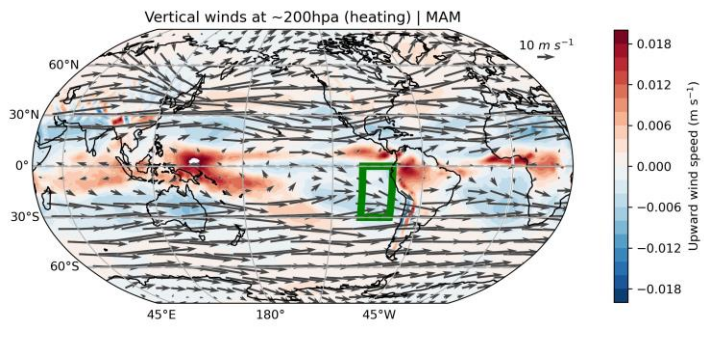 Vertical winds at ~200hpa (heating) | MAM
10 m s⁻¹
60°N
30°N
0°
30°S
60°S
45°E 180° 45°W
0.018
0.012
0.006
0.000
−0.006
−0.012
−0.018
Upward wind speed (m s⁻¹)